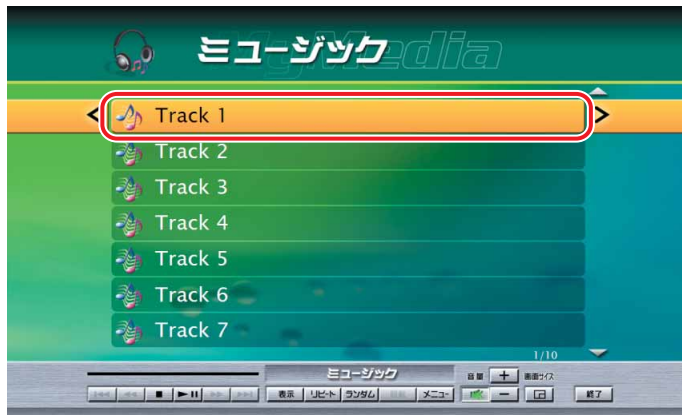 ミュージック
MyMedia
Track 1
Track 2
Track 3
Track 4
Track 5
Track 6
Track 7
1/10
ミュージック
音量 + 画面サイズ
表示 リピート ランダム メニュー − 終了